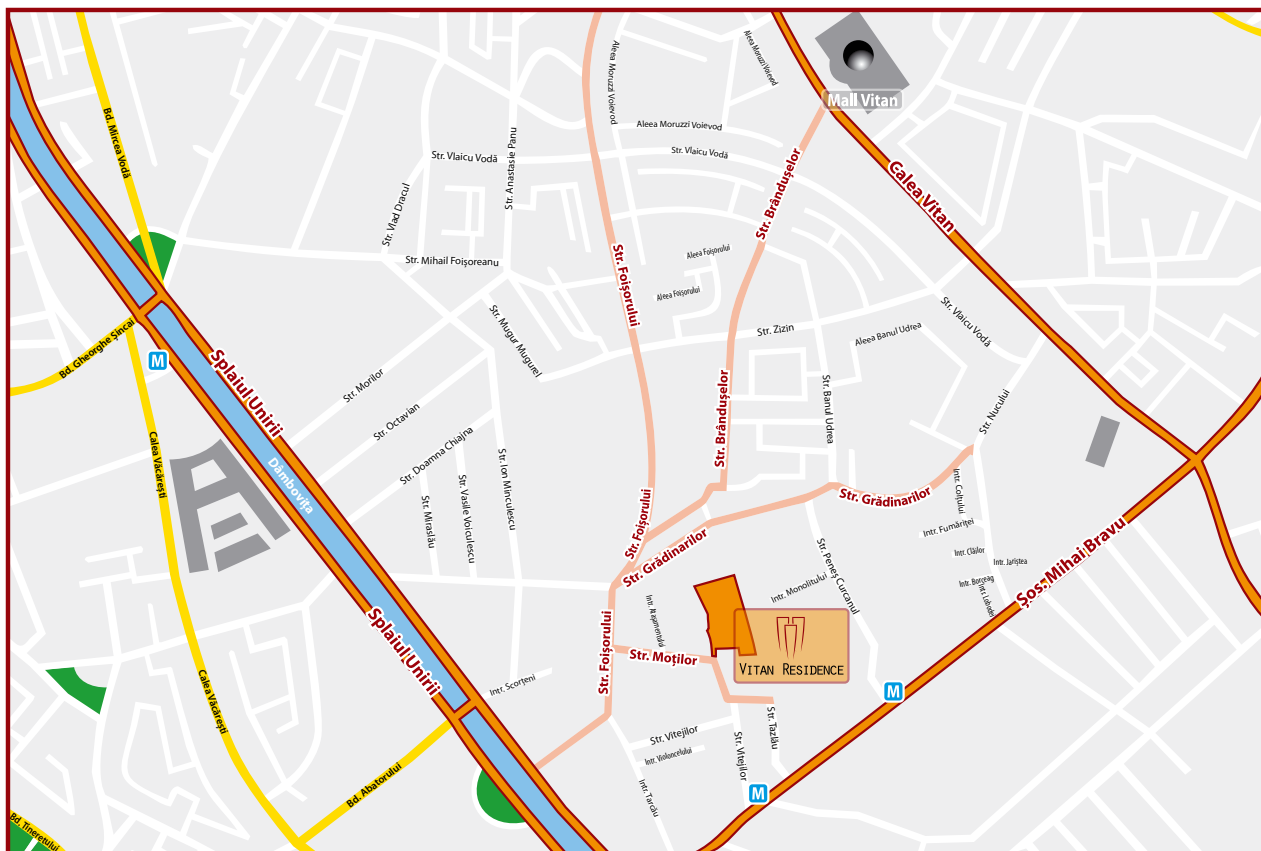 Aleea Moruzzi Voievod
Aleea Moruzzi Voievod
Mall Vitan
Bd. Mircea Vodă
Aleea Moruzzi Voievod
Str. Vlaicu Vodă
Str. Anastasie Panu
Str. Vlaicu Vodă
Calea Vitan
Str. Brândușelor
Str. Vlad Dracul
Str. Mihail Foișoreanu
Str. Foișorului
Aleea Foișorului
Aleea Foișorului
Str. Mugur Mugurel
Str. Zizin
Aleea Banul Udrea
Str. Vlaicu Vodă
Bd. Gheorghe Șincai
M
Splaiul Unirii
Str. Morilor
Str. Octavian
Str. Doamna Chiajna
Str. Brândușelor
Str. Banul Udrea
Str. Nucului
Calea Văcărești
Dâmbovița
Str. Miraslău
Str. Vasile Voiculescu
Str. Ion Minculescu
Str. Foișorului
Str. Grădinarilor
Str. Grădinarilor
Intr. Colțului
Intr. Fumăriței
Intr. Clăilor
Intr. Jariștea
Intr. Borceag
Șos. Mihai Bravu
Str. Peneș Curcanul
Intr. Monolitului
Splaiul Unirii
Str. Foișorului
Str. Moților
Vitan Residence
M
Calea Văcărești
Intr. Scorțeni
Str. Vitejilor
Intr. Violoncelului
Str. Vitejilor
Str. Tazlău
Intr. Tarcău
M
Bd. Abatorului
Bd. Tineretului